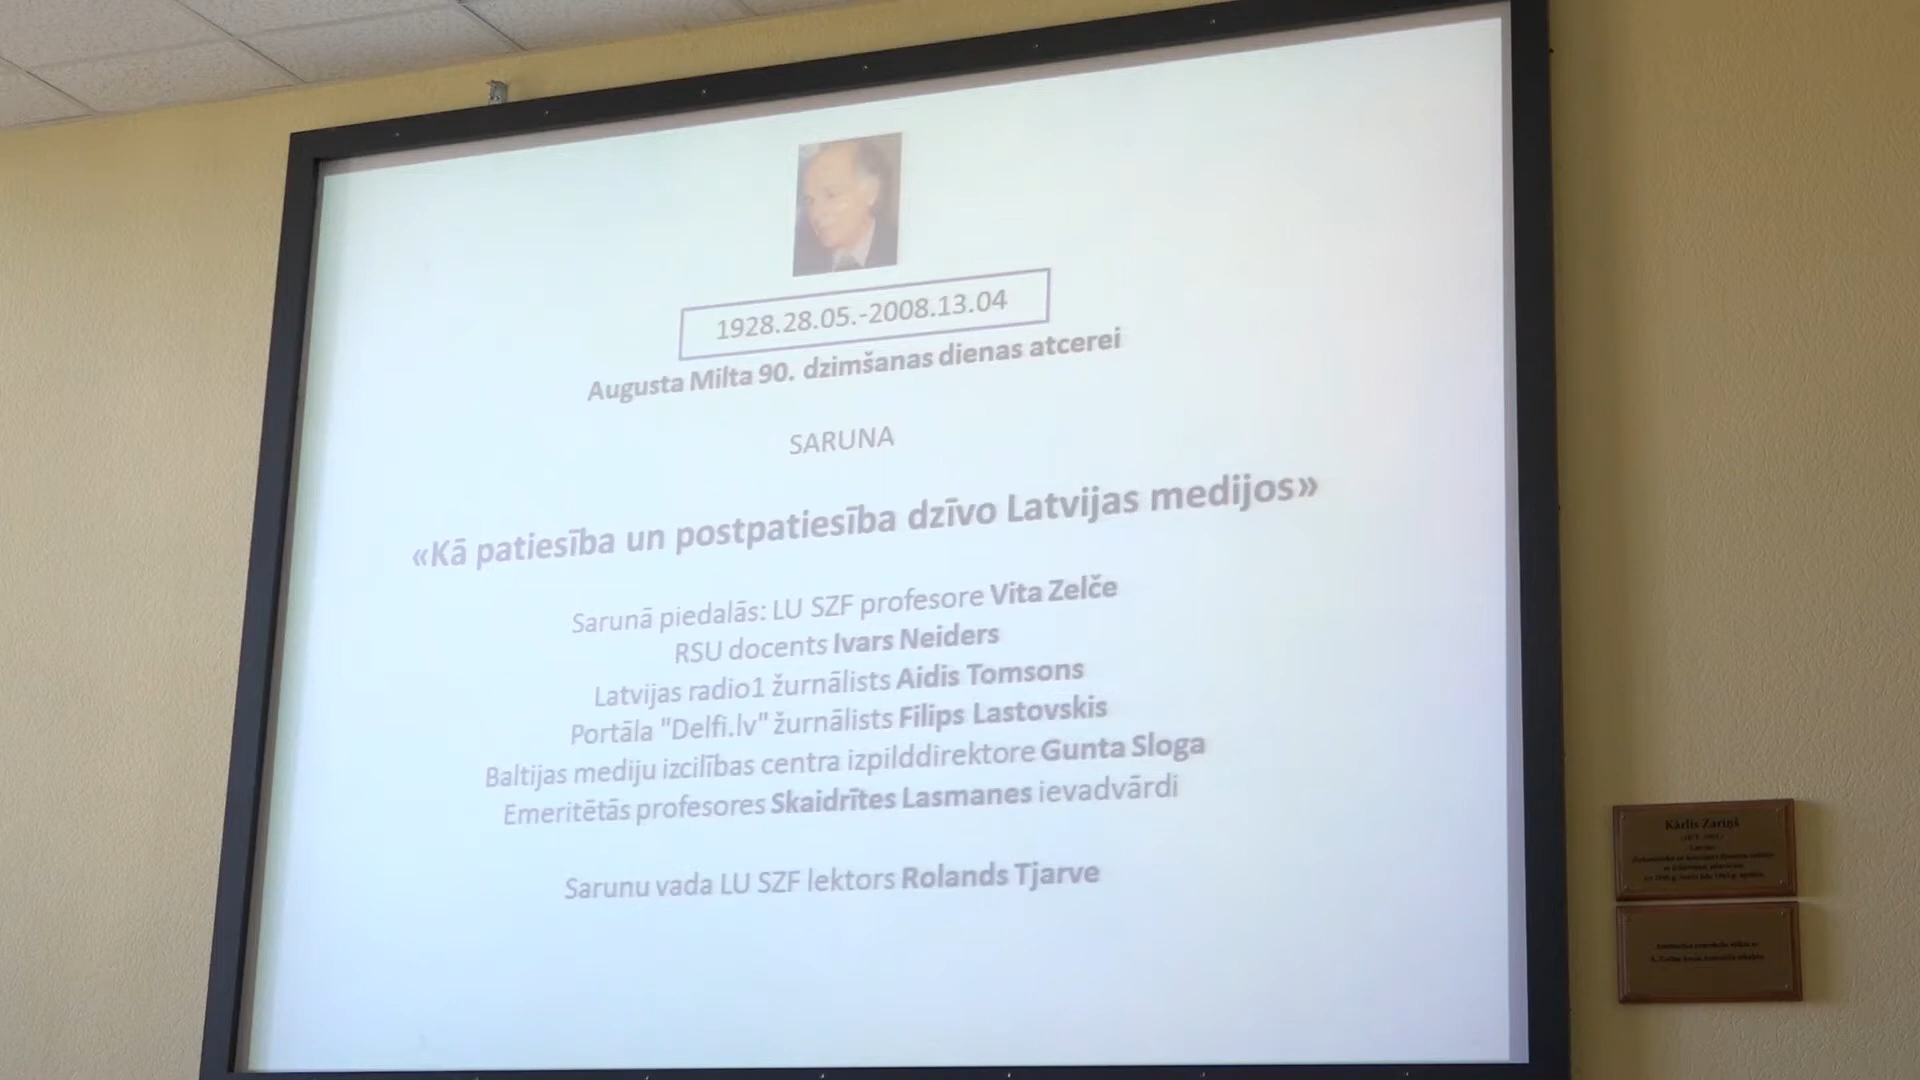 1928.28.05.-2008.13.04
Augusta Milta 90. dzimšanas dienas atcerei
SARUNA
«Kā patiesība un postpatiesība dzīvo Latvijas medijos»
Sarunā piedalās: LU SZF profesore Vita Zelče
RSU docents Ivars Neiders
Latvijas radio1 žurnālists Aidis Tomsons
Portāla "Delfi.lv" žurnālists Filips Lastovskis
Baltijas mediju izcilības centra izpilddirektore Gunta Sloga
Emeritētās profesores Skaidrītes Lasmanes ievadvārdi
Sarunu vada LU SZF lektors Rolands Tjarve
Kārlis Zariņš